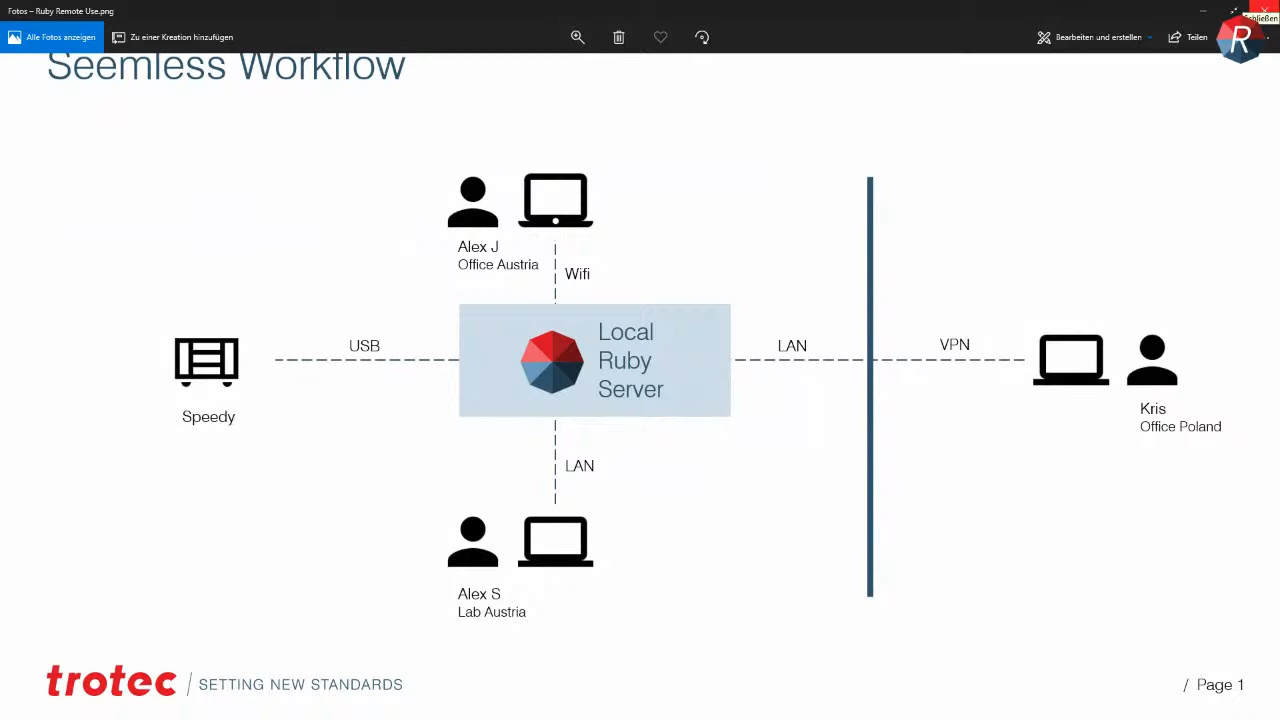 Fotos – Ruby Remote Use.png
Schließen
Alle Fotos anzeigen
Zu einer Kreation hinzufügen
Bearbeiten und erstellen
Teilen
R
Seemless Workflow
Alex J
Office Austria
Wifi
USB
Local
Ruby
Server
LAN
VPN
Speedy
Kris
Office Poland
LAN
Alex S
Lab Austria
trotec / SETTING NEW STANDARDS
/ Page 1